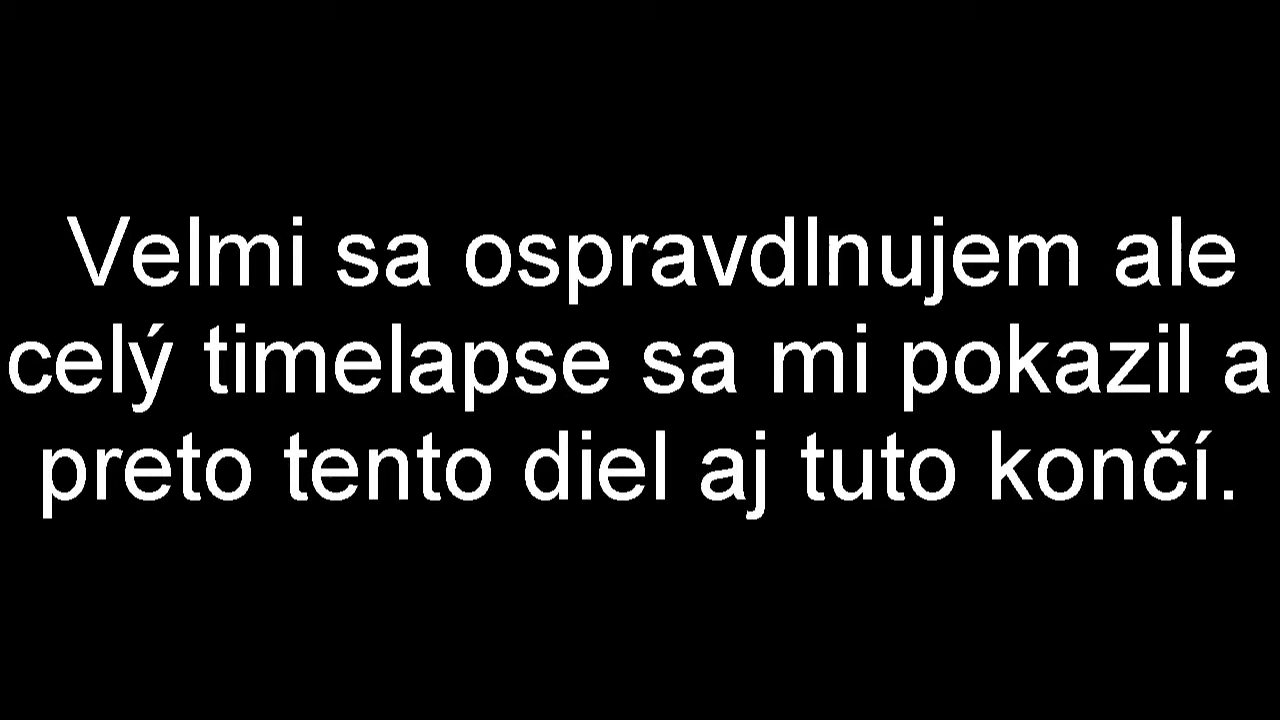 Velmi sa ospravdlnujem ale
celý timelapse sa mi pokazil a
preto tento diel aj tuto končí.